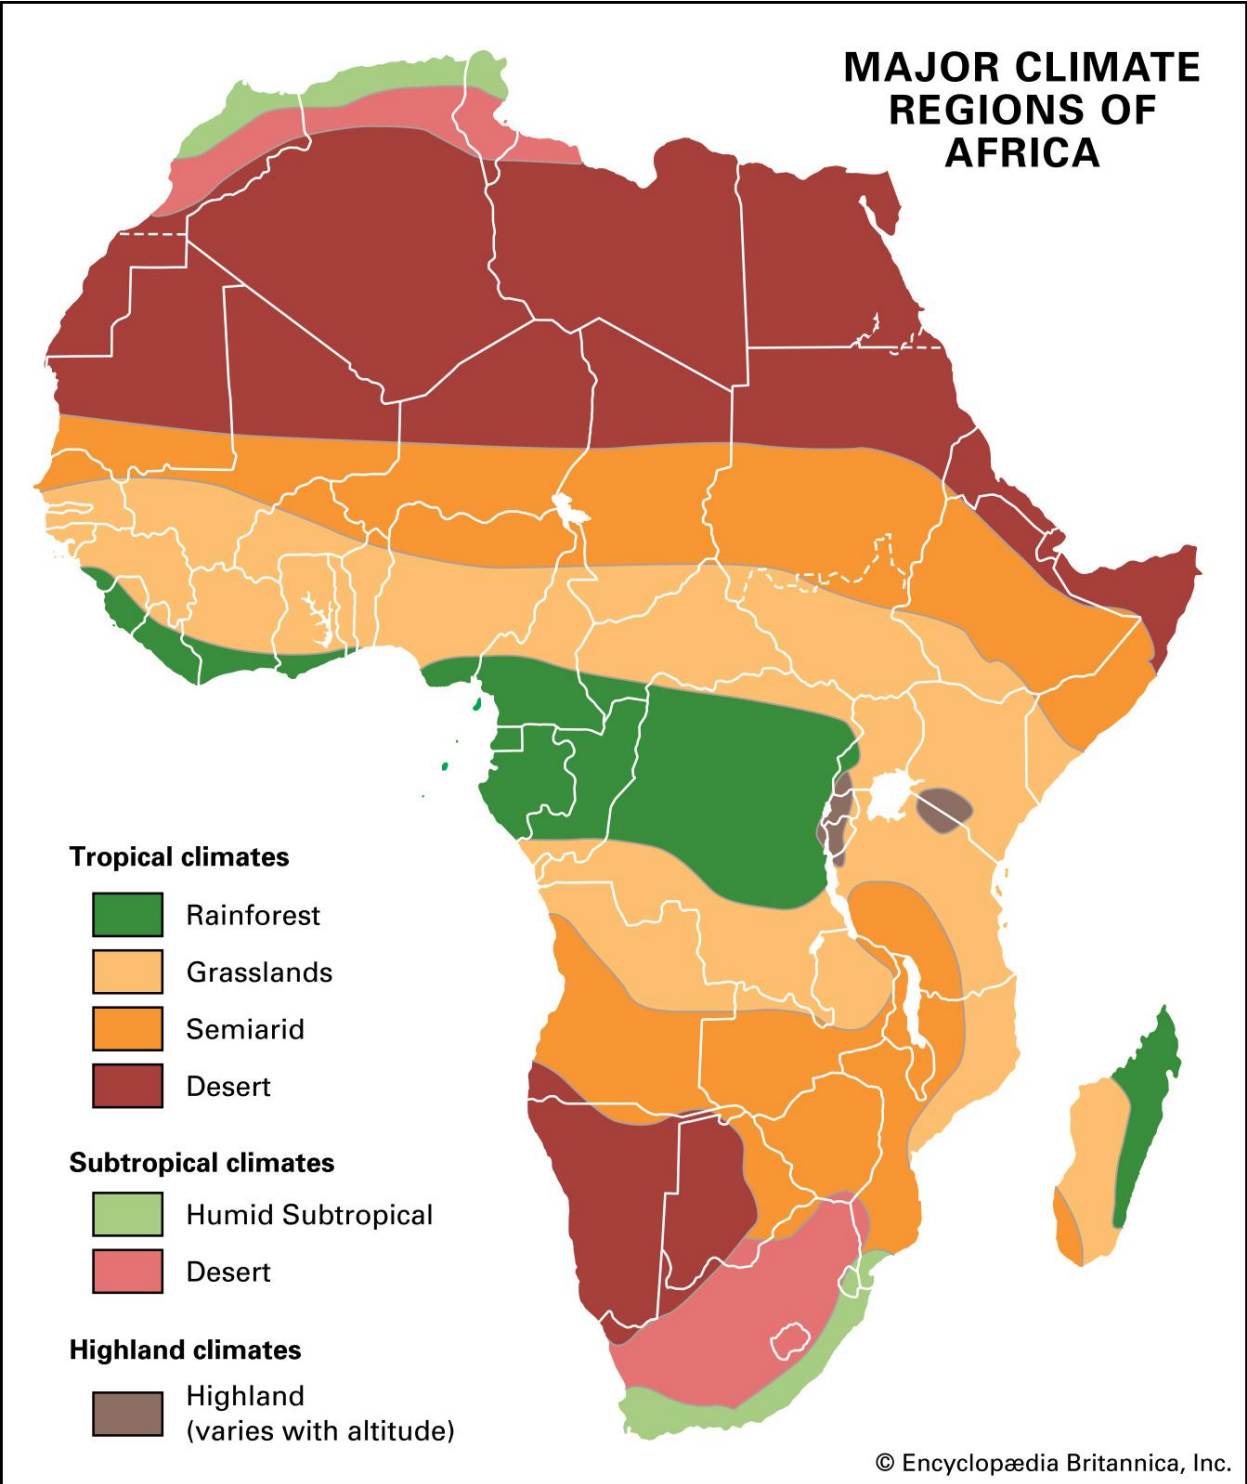 MAJOR CLIMATE
REGIONS OF
AFRICA
Tropical climates
Rainforest
Grasslands
Semiarid
Desert
Subtropical climates
Humid Subtropical
Desert
Highland climates
Highland
(varies with altitude)
© Encyclopædia Britannica, Inc.